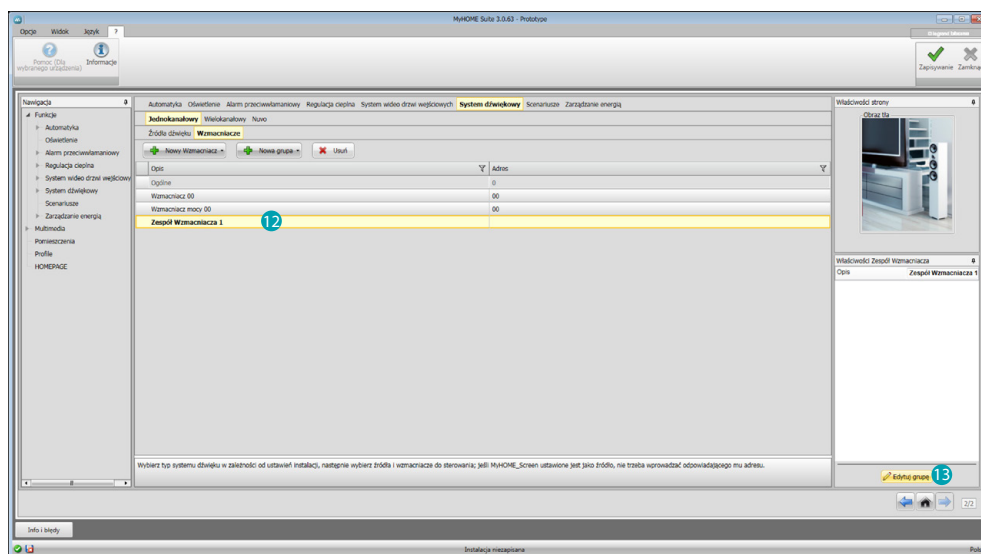 MyHOME Suite 3.0.63 - Prototype
Opcje Widok Język ?
Pomoc (Dla wybranego urządzenia)
Informacje
Zapisywanie Zamkną
Nawigacja
Funkcje
Automatyka
Oświetlenie
Alarm przeciwwłamaniowy
Regulacja cieplna
System wideo drzwi wejściowy
System dźwiękowy
Scenariusze
Zarządzanie energią
Multimedia
Pomieszczenia
Profile
HOMEPAGE
Automatyka Oświetlenie Alarm przeciwwłamaniowy Regulacja cieplna System wideo drzwi wejściowych System dźwiękowy Scenariusze Zarządzanie energią
Jednokanałowy Wielokanałowy Nuvo
Źródła dźwięku Wzmacniacze
Nowy Wzmacniacz Nowa grupa Usuń
Opis Adres
Ogólne 0
Wzmacniacz 00 00
Wzmacniacz mocy 00 00
Zespół Wzmacniacza 1 12
Wybierz typ systemu dźwięku w zależności od ustawień instalacji, następnie wybierz źródła i wzmacniacze do sterowania; jeśli MyHOME_Screen ustawione jest jako źródło, nie trzeba wprowadzać odpowiadającego mu adresu.
Właściwości strony
Obraz tła
Właściwości Zespół Wzmacniacza
Opis Zespół Wzmacniacza 1
Edytuj grupę 13
2/2
Info i błędy
Instalacja niezapisana
Pols